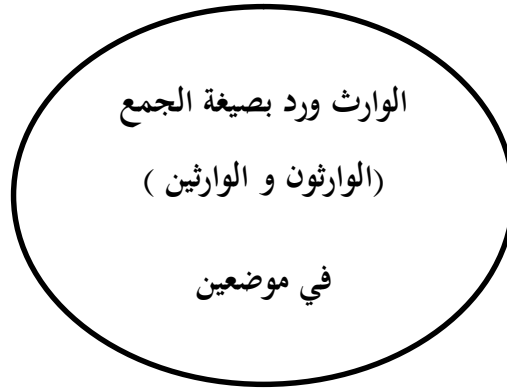 الوارث ورد بصيغة الجمع
(الوارثون و الوارثين )
في موضعين